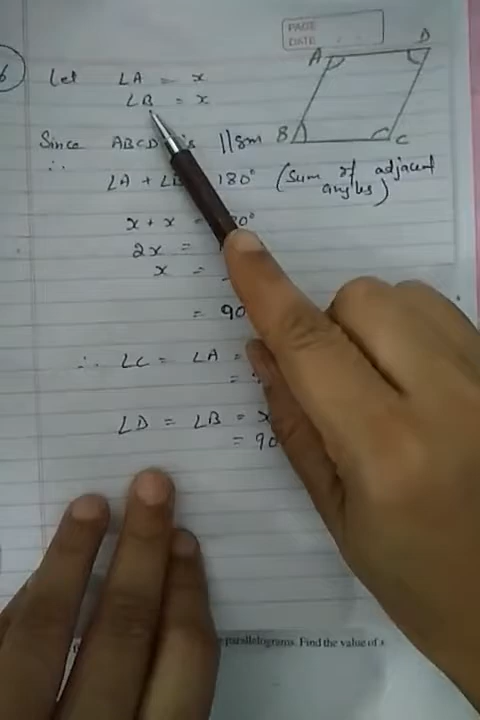 6
PAGE
DATE
A
D
B
C
Let ∠A = x
∠B = x
Since ABCD is ||gm
∴ ∠A + ∠B 180° (Sum of adjacent angles)
x + x = 0°
2x =
x =
= 90
∴ ∠C = ∠A =
∠D = ∠B = x
= 90
parallelograms. Find the value of x